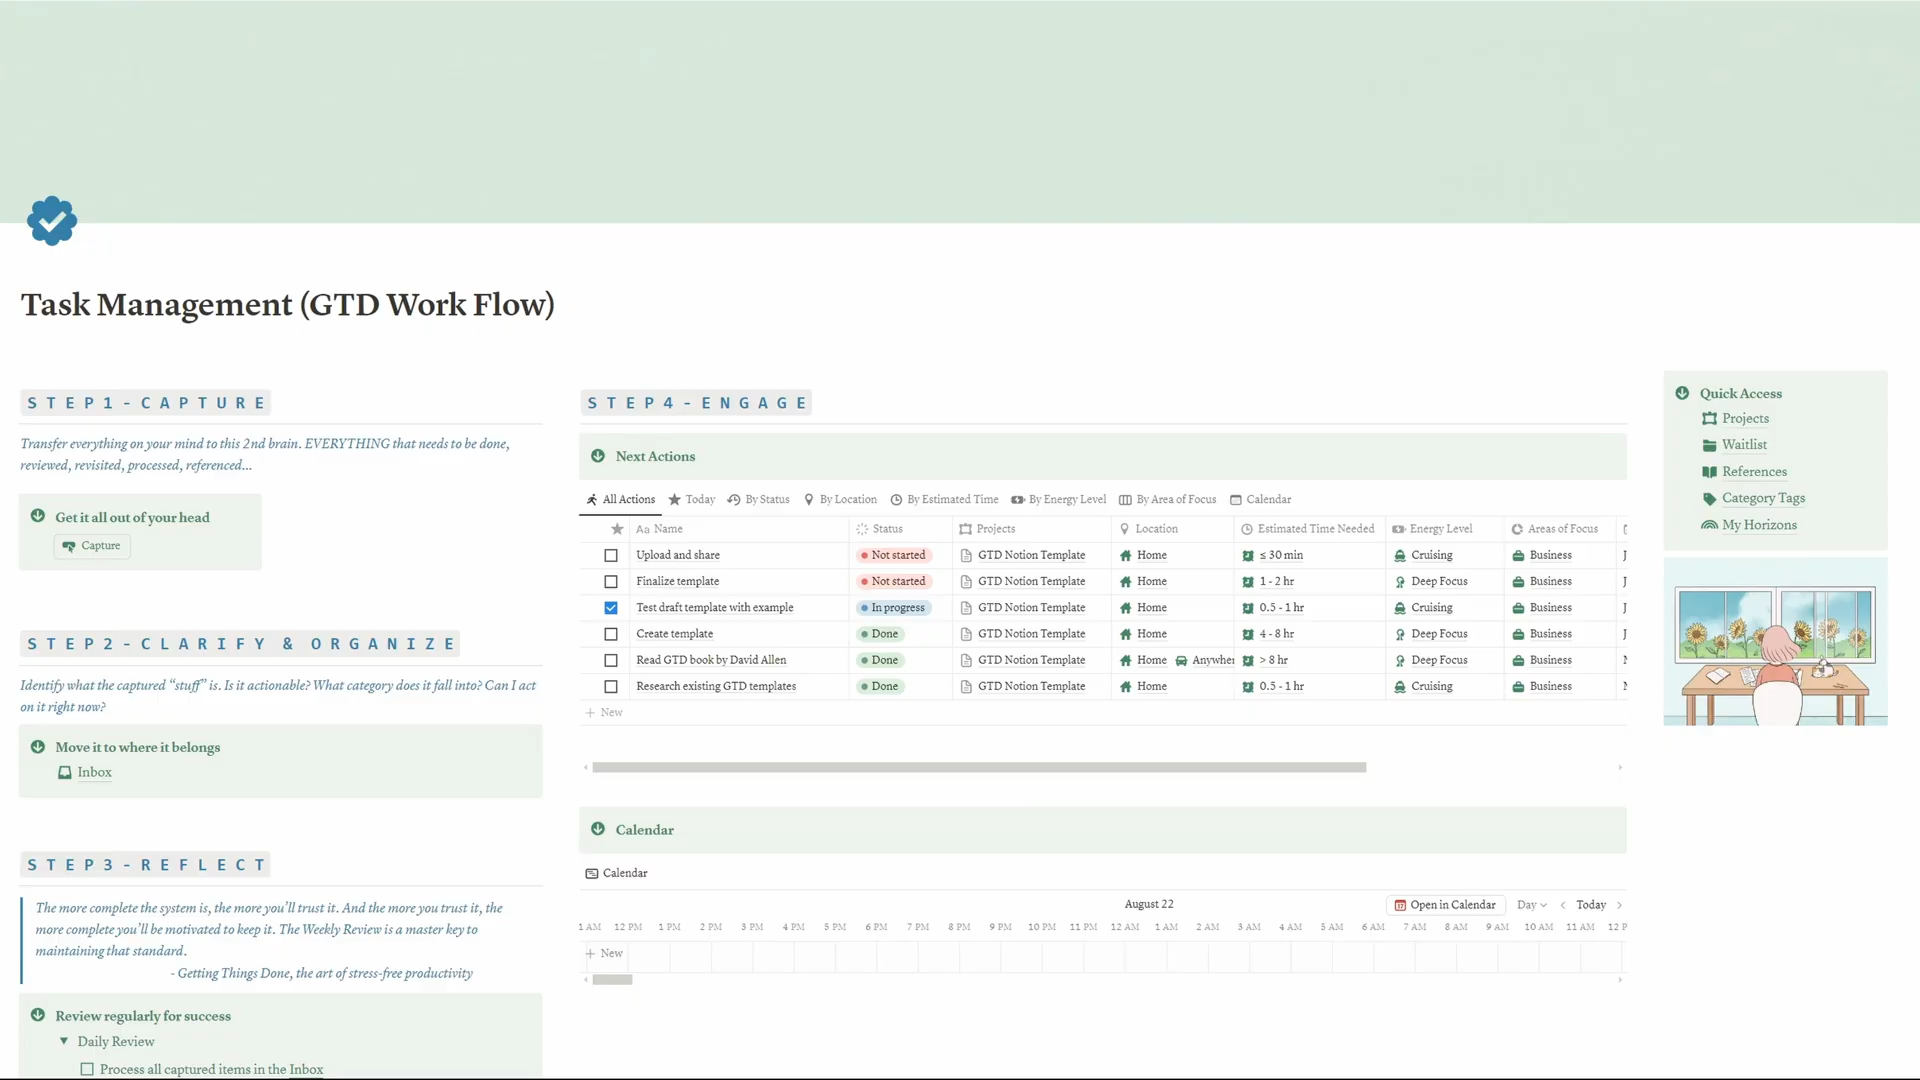 Task Management (GTD Work Flow)
STEP1-CAPTURE
Transfer everything on your mind to this 2nd brain. EVERYTHING that needs to be done,
reviewed, revisited, processed, referenced...
Get it all out of your head
Capture
STEP2-CLARIFY & ORGANIZE
Identify what the captured “stuff” is. Is it actionable? What category does it fall into? Can I act
on it right now?
Move it to where it belongs
Inbox
STEP3-REFLECT
The more complete the system is, the more you’ll trust it. And the more you trust it, the
more complete you’ll be motivated to keep it. The Weekly Review is a master key to
maintaining that standard.
- Getting Things Done, the art of stress-free productivity
Review regularly for success
Daily Review
Process all captured items in the Inbox
STEP4-ENGAGE
Next Actions
All Actions Today By Status By Location By Estimated Time By Energy Level By Area of Focus Calendar
Aa Name Status Projects Location Estimated Time Needed Energy Level Areas of Focus
Upload and share Not started GTD Notion Template Home ≤ 30 min Cruising Business J
Finalize template Not started GTD Notion Template Home 1 - 2 hr Deep Focus Business J
Test draft template with example In progress GTD Notion Template Home 0.5 - 1 hr Cruising Business J
Create template Done GTD Notion Template Home 4 - 8 hr Deep Focus Business J
Read GTD book by David Allen Done GTD Notion Template Home Anywher > 8 hr Deep Focus Business
Research existing GTD templates Done GTD Notion Template Home 0.5 - 1 hr Cruising Business
+ New
Calendar
Calendar
August 22 Open in Calendar Day Today
1 AM 12 PM 1 PM 2 PM 3 PM 4 PM 5 PM 6 PM 7 PM 8 PM 9 PM 10 PM 11 PM 12 AM 1 AM 2 AM 3 AM 4 AM 5 AM 6 AM 7 AM 8 AM 9 AM 10 AM 11 AM 12 P
+ New
Quick Access
Projects
Waitlist
References
Category Tags
My Horizons